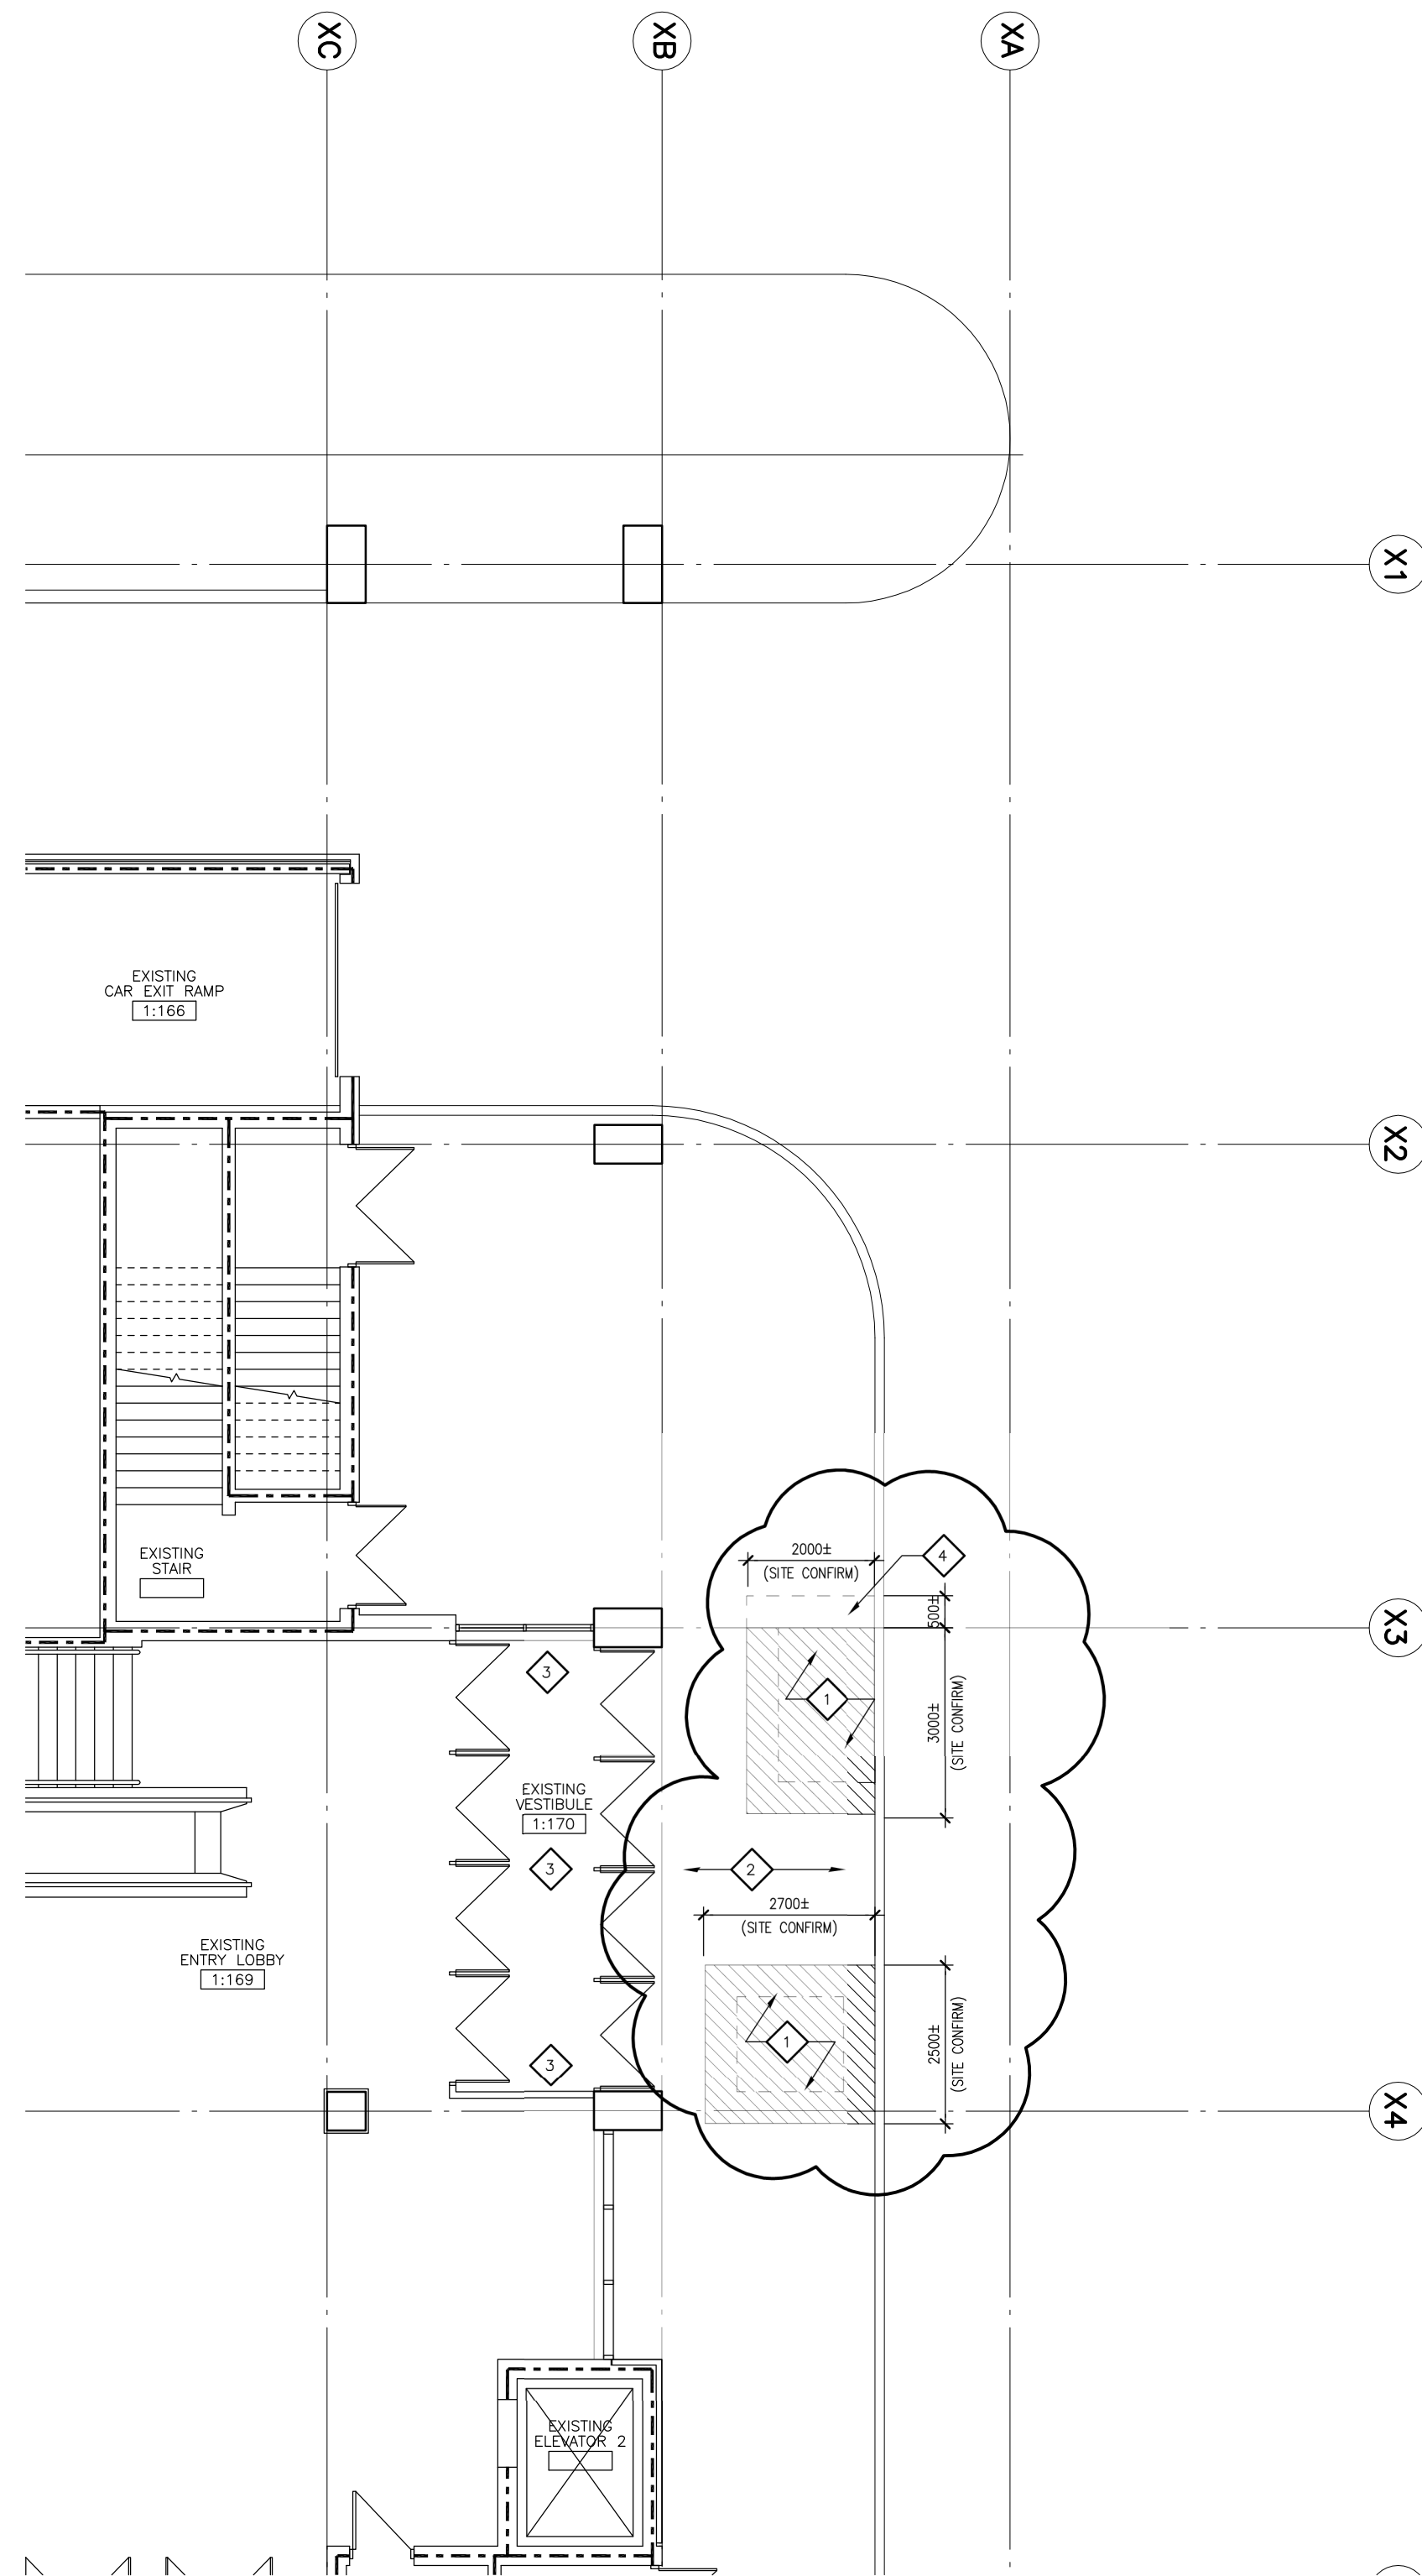 XC
XB
XA
X1
EXISTING
CAR EXIT RAMP
1:166
X2
EXISTING
STAIR
2000±
(SITE CONFIRM)
4
500±
X3
3
1
3000±
(SITE CONFIRM)
EXISTING
VESTIBULE
1:170
3
2
2700±
(SITE CONFIRM)
EXISTING
ENTRY LOBBY
1:169
3
1
2500±
(SITE CONFIRM)
X4
EXISTING
ELEVATOR 2